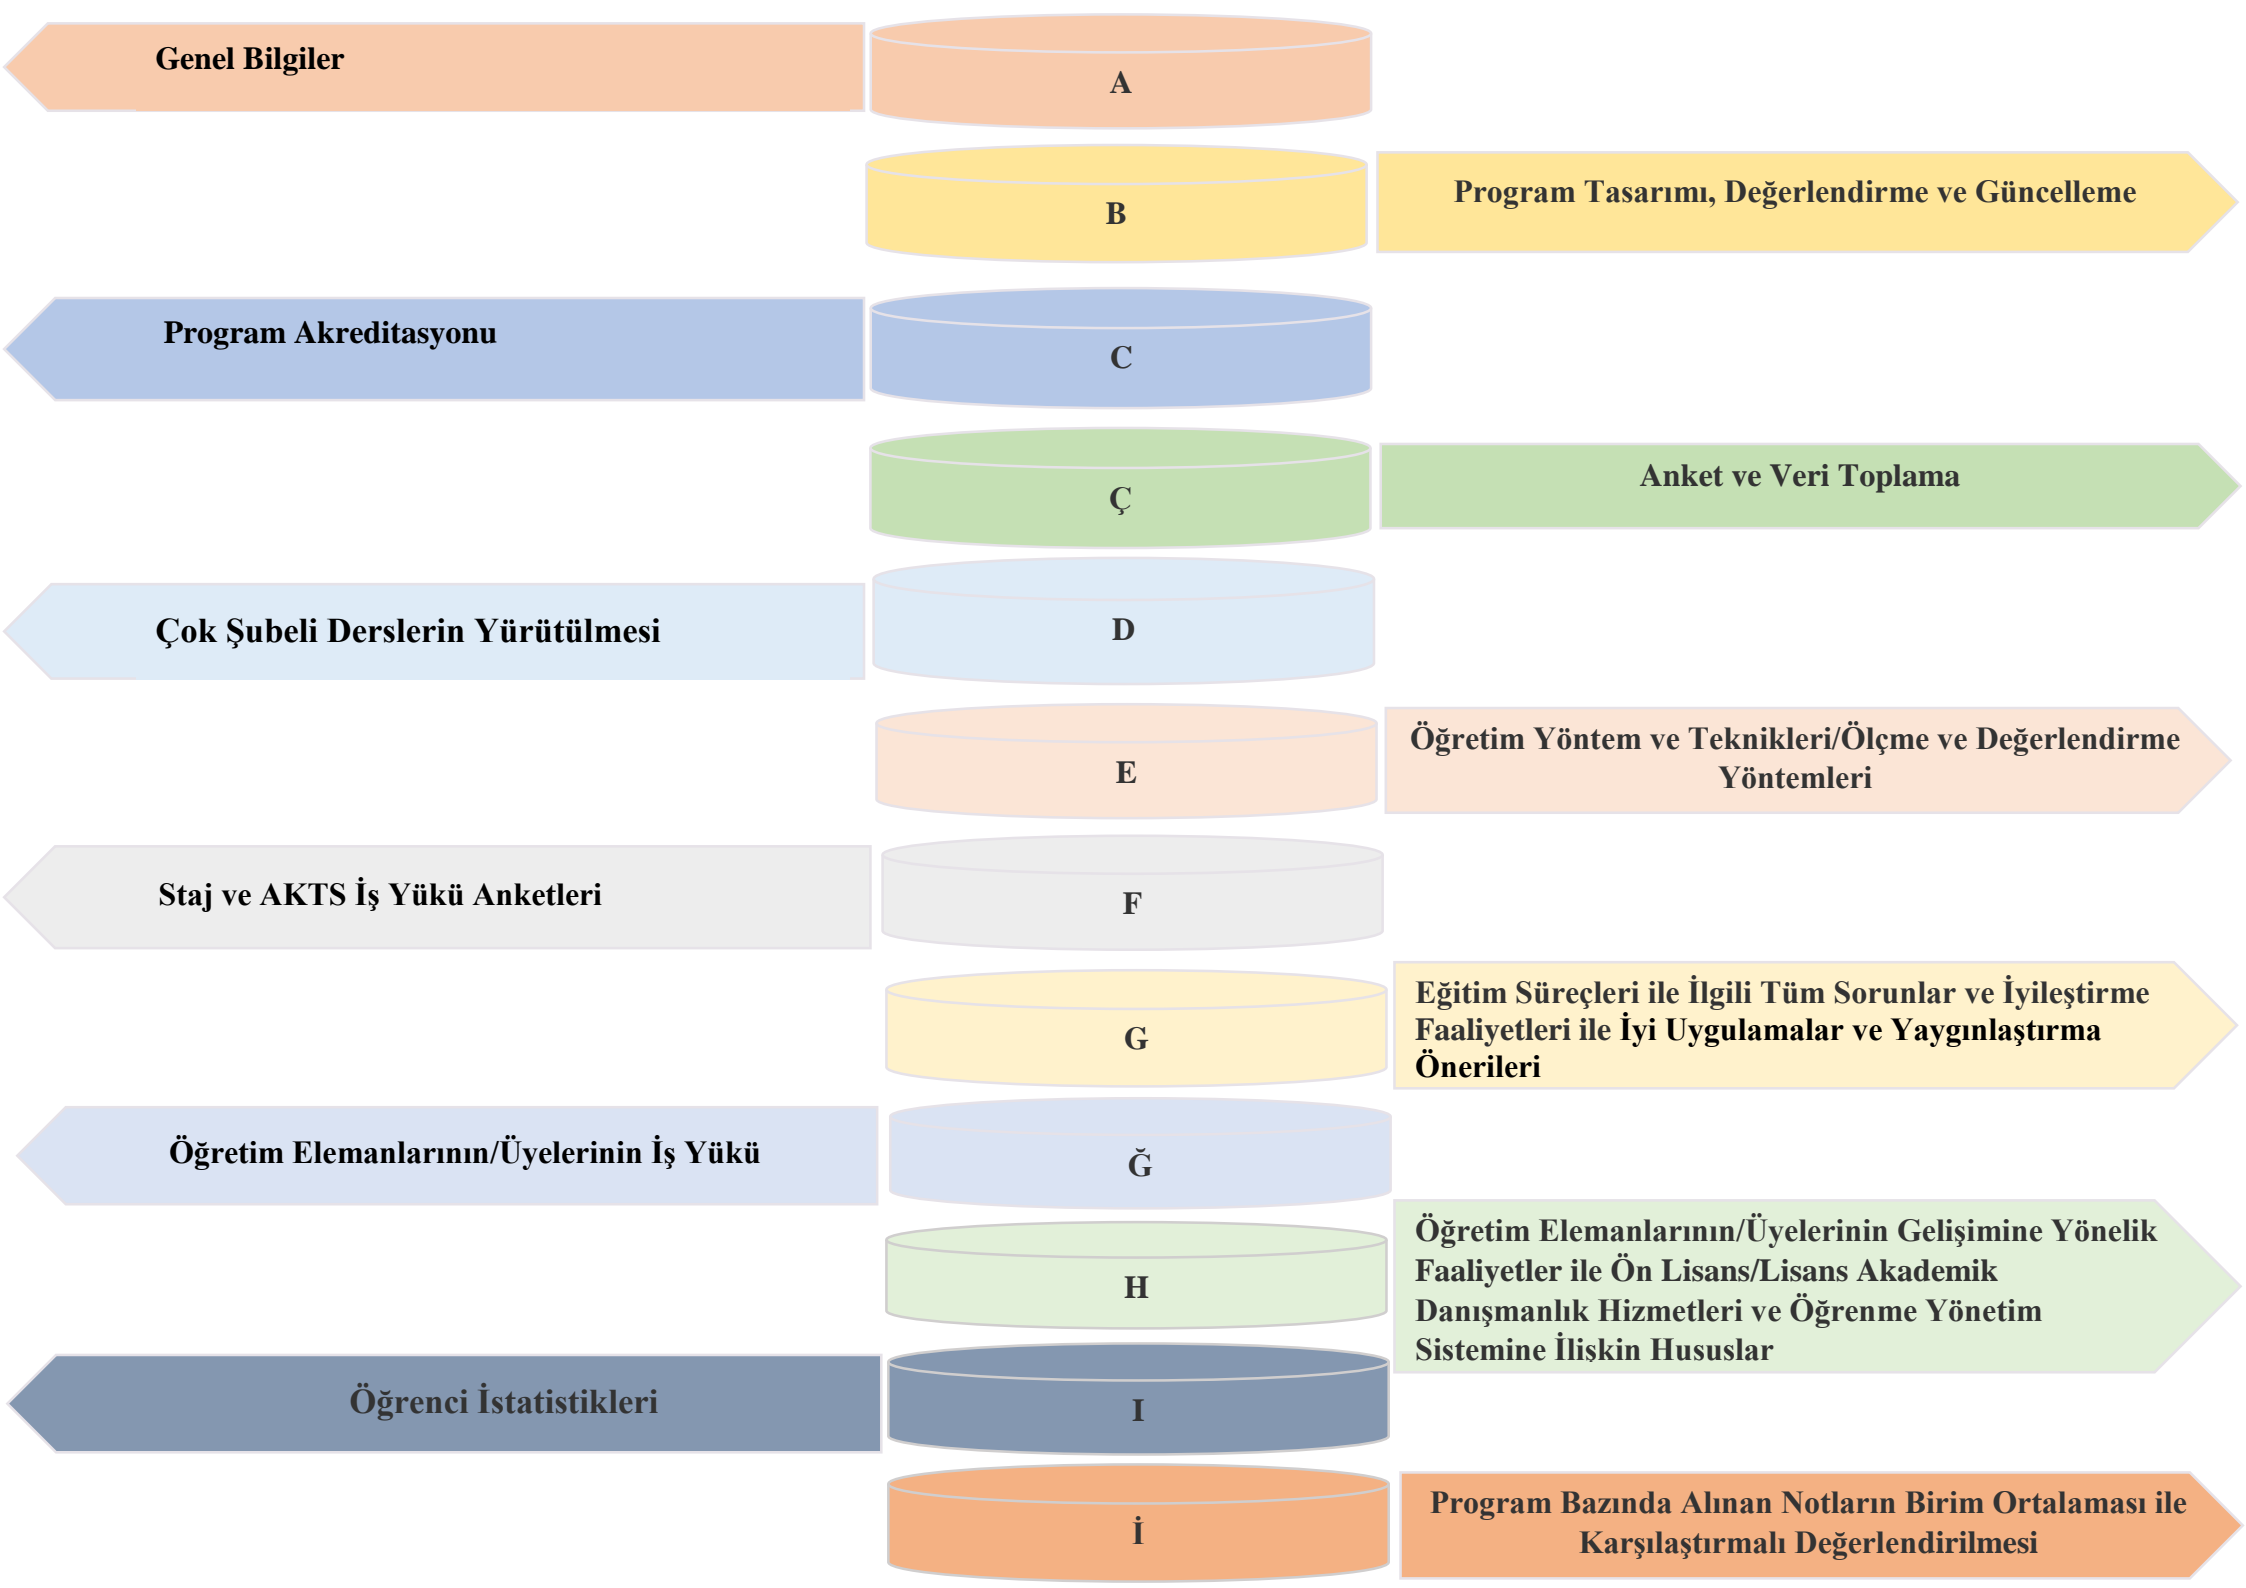 Genel Bilgiler
A
B
Program Tasarımı, Değerlendirme ve Güncelleme
Program Akreditasyonu
C
Ç
Anket ve Veri Toplama
Çok Şubeli Derslerin Yürütülmesi
D
E
Öğretim Yöntem ve Teknikleri/Ölçme ve Değerlendirme
Yöntemleri
Staj ve AKTS İş Yükü Anketleri
F
G
Eğitim Süreçleri ile İlgili Tüm Sorunlar ve İyileştirme
Faaliyetleri ile İyi Uygulamalar ve Yaygınlaştırma
Önerileri
Öğretim Elemanlarının/Üyelerinin İş Yükü
Ğ
H
Öğretim Elemanlarının/Üyelerinin Gelişimine Yönelik
Faaliyetler ile Ön Lisans/Lisans Akademik
Danışmanlık Hizmetleri ve Öğrenme Yönetim
Sistemine İlişkin Hususlar
Öğrenci İstatistikleri
I
İ
Program Bazında Alınan Notların Birim Ortalaması ile
Karşılaştırmalı Değerlendirilmesi